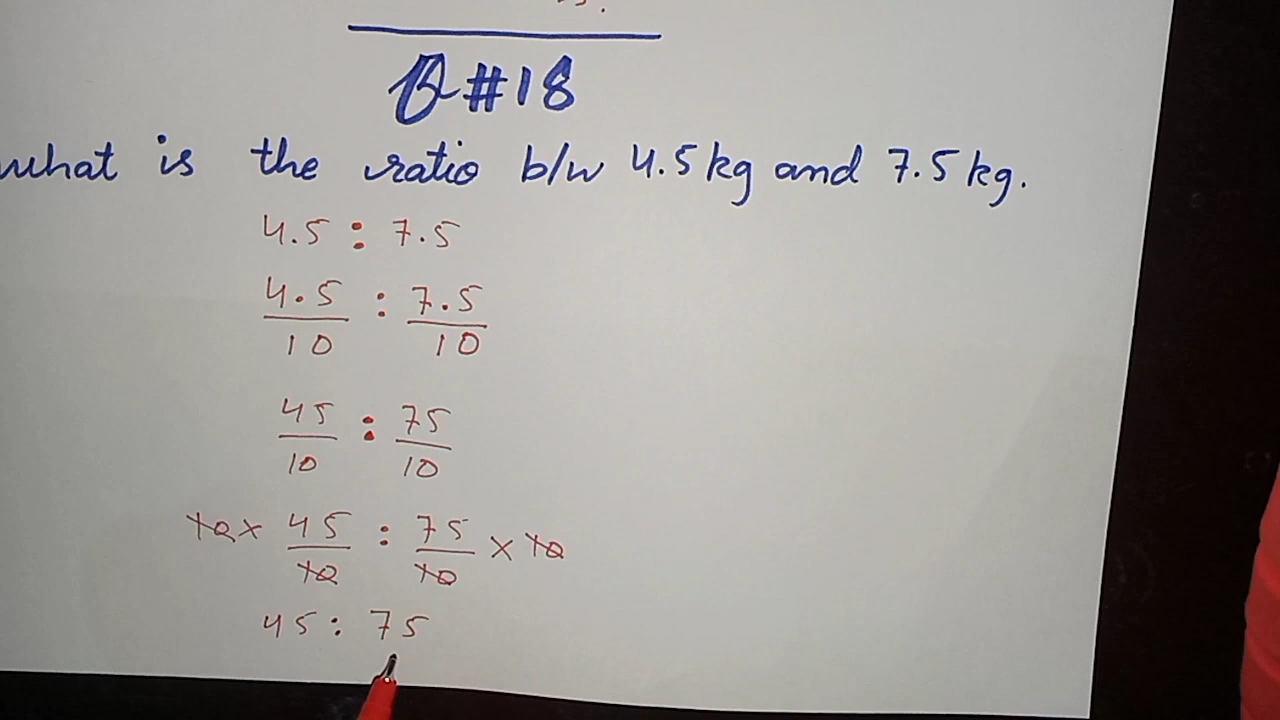 Q#18
what is the ratio b/w 4.5 kg and 7.5 kg.
4.5 : 7.5
4.5/10 : 7.5/10
45/10 : 75/10
10 x 45/10 : 75/10 x 10
45 : 75